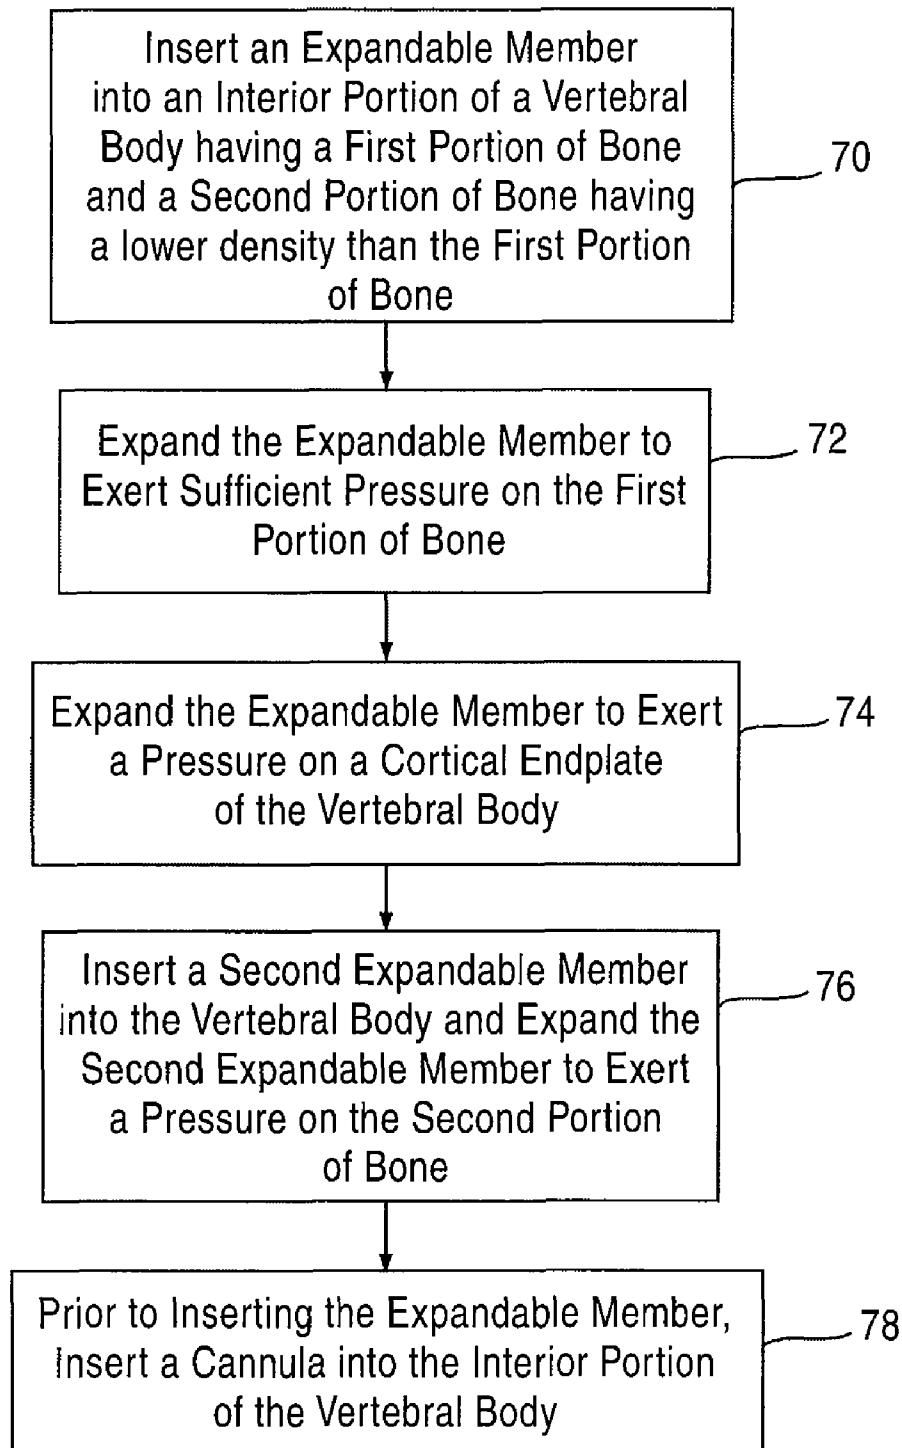 Insert an Expandable Member
into an Interior Portion of a Vertebral
Body having a First Portion of Bone
and a Second Portion of Bone having
a lower density than the First Portion
of Bone
70
Expand the Expandable Member to
Exert Sufficient Pressure on the First
Portion of Bone
72
Expand the Expandable Member to Exert
a Pressure on a Cortical Endplate
of the Vertebral Body
74
Insert a Second Expandable Member
into the Vertebral Body and Expand the
Second Expandable Member to Exert
a Pressure on the Second Portion
of Bone
76
Prior to Inserting the Expandable Member,
Insert a Cannula into the Interior Portion
of the Vertebral Body
78